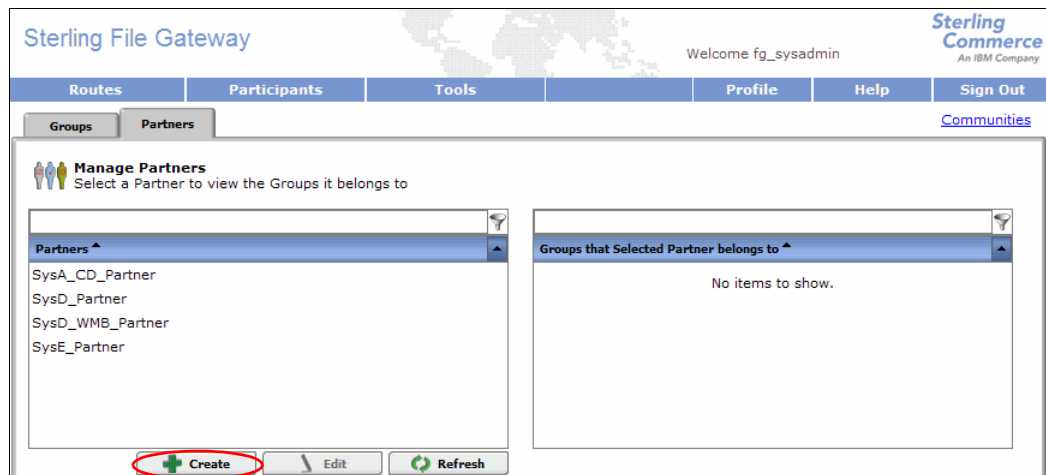 Sterling File Gateway
Welcome fg_sysadmin
Sterling
Commerce
An IBM Company
Routes Participants Tools Profile Help Sign Out
Groups Partners Communities
Manage Partners
Select a Partner to view the Groups it belongs to
Partners Groups that Selected Partner belongs to
SysA_CD_Partner
SysD_Partner
SysD_WMB_Partner
SysE_Partner
No items to show.
Create Edit Refresh